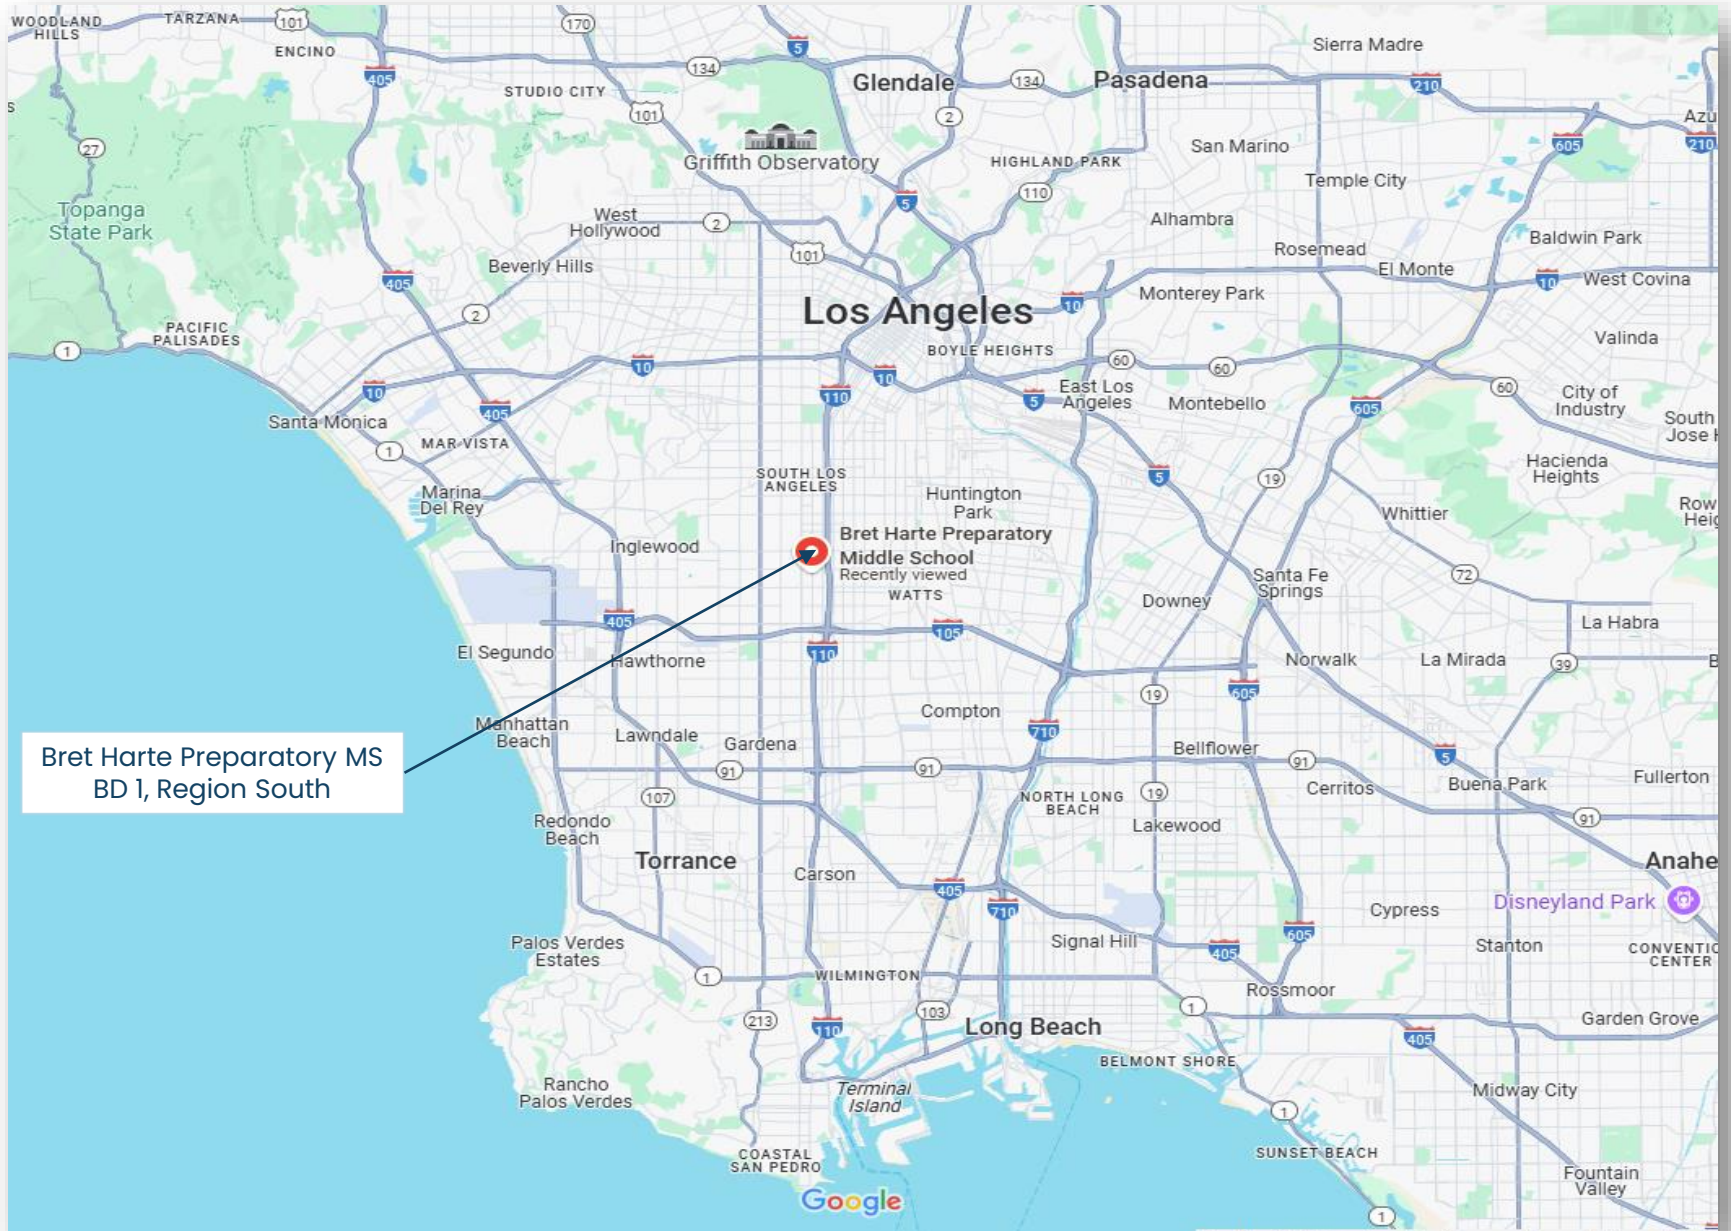 WOODLAND
HILLS
TARZANA
101
ENCINO
170
5
134
Glendale
134
Pasadena
Sierra Madre
210
405
STUDIO CITY
101
2
Azu
s
27
Griffith Observatory
HIGHLAND PARK
San Marino
605
210
110
Temple City
5
Topanga
State Park
West
Hollywood
2
Alhambra
Baldwin Park
Rosemead
101
Beverly Hills
El Monte
405
10
West Covina
Monterey Park
10
Los Angeles
2
PACIFIC
PALISADES
1
Valinda
BOYLE HEIGHTS
60
60
10
10
10
110
East Los
Angeles
5
Montebello
60
City of
Industry
405
605
Santa Monica
South
Jose H
1
MAR VISTA
Hacienda
Heights
SOUTH LOS
ANGELES
5
19
Marina
Del Rey
Huntington
Park
Row
Heig
Whittier
Bret Harte Preparatory
Middle School
Recently viewed
Inglewood
WATTS
Santa Fe
Springs
72
Downey
405
105
La Habra
110
El Segundo
Hawthorne
Norwalk
La Mirada
39
B
19
605
Compton
Manhattan
Beach
Lawndale
Gardena
710
Bellflower
5
Bret Harte Preparatory MS
BD 1, Region South
91
91
91
Fullerton
107
NORTH LONG
BEACH
19
Cerritos
Buena Park
Redondo
Beach
Lakewood
91
Torrance
Carson
Anahe
405
710
Cypress
Disneyland Park
Palos Verdes
Estates
Signal Hill
405
605
Stanton
CONVENTIO
CENTER
1
WILMINGTON
Rossmoor
213
110
103
Long Beach
1
Garden Grove
405
BELMONT SHORE
Rancho
Palos Verdes
Terminal
Island
Midway City
1
COASTAL
SAN PEDRO
SUNSET BEACH
Fountain
Valley
Google
1